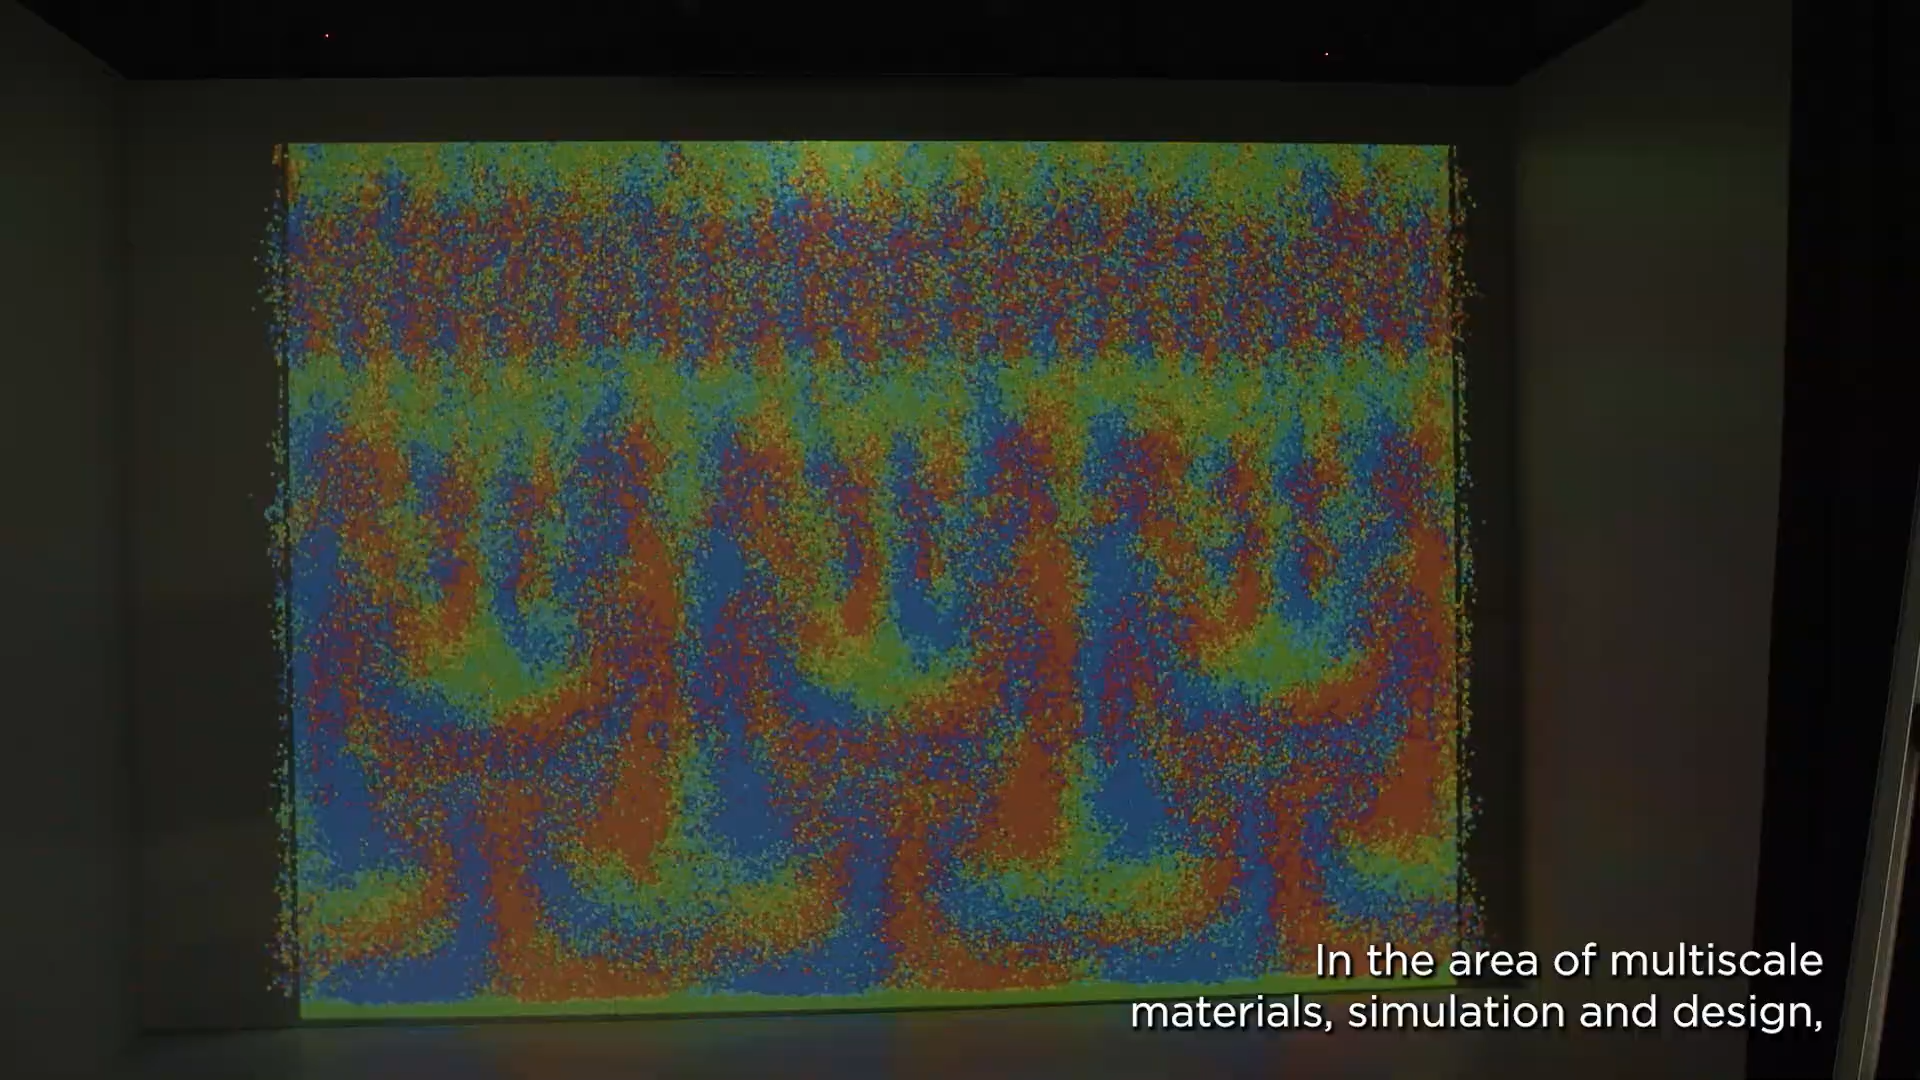 In the area of multiscale
materials, simulation and design,